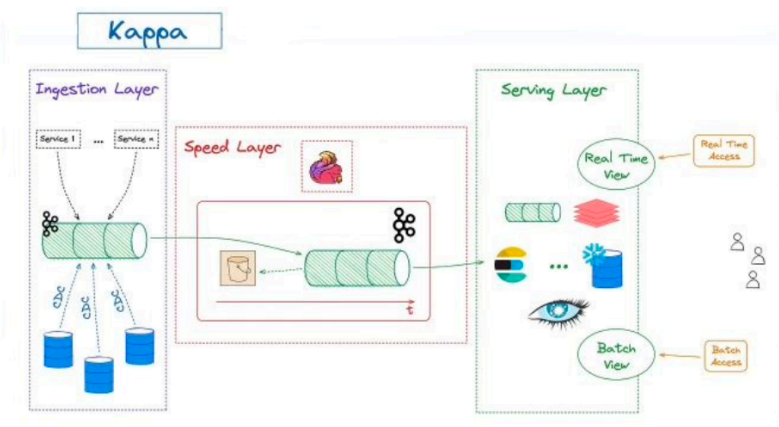 Kappa
Ingestion Layer
Service 1
...
Service n
CDC
CDC
CDC
Speed Layer
t
Serving Layer
Real Time
View
...
Batch
View
Real Time
Access
Batch
Access